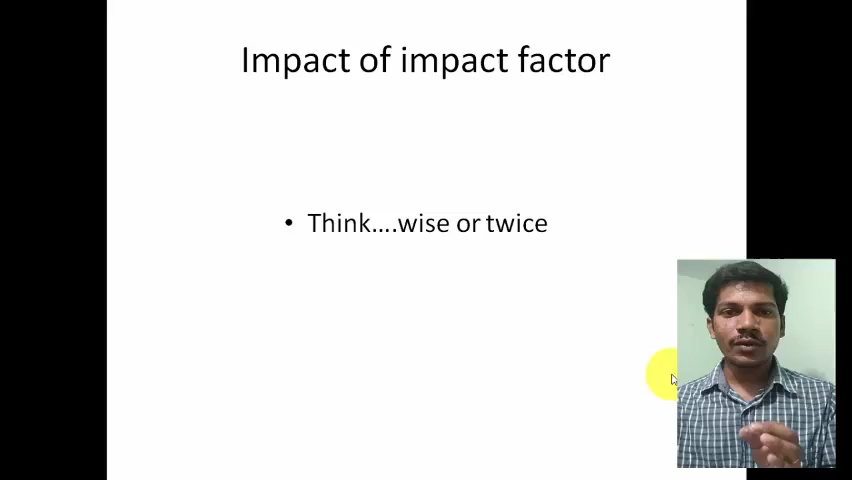 Impact of impact factor
• Think....wise or twice